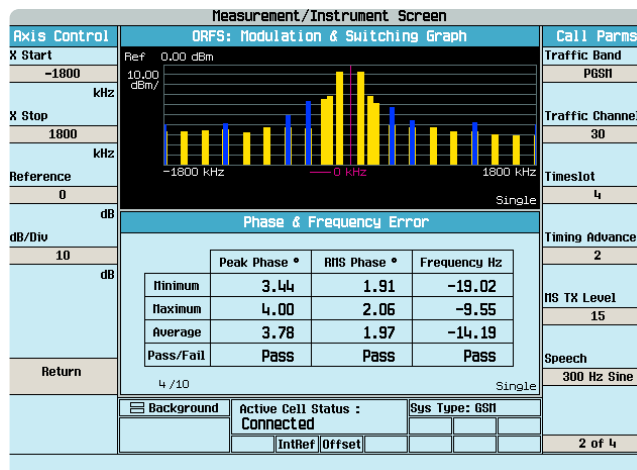 Measurement/Instrument Screen
Axis Control
X Start
-1800
kHz
X Stop
1800
kHz
Reference
0
dB
dB/Div
10
dB
Return
ORFS: Modulation & Switching Graph
Ref 0.00 dBm
10.00
dBm/
-1800 kHz 0 kHz 1800 kHz
Single
Phase & Frequency Error
Peak Phase ° RMS Phase ° Frequency Hz
Minimum 3.44 1.91 -19.02
Maximum 4.00 2.06 -9.55
Average 3.78 1.97 -14.19
Pass/Fail Pass Pass Pass
4/10 Single
Background
Active Cell Status :
Connected
Sys Type: GSM
IntRef Offset
Call Parms
Traffic Band
PGSM
Traffic Channel
30
Timeslot
4
Timing Advance
2
MS TX Level
15
Speech
300 Hz Sine
2 of 4